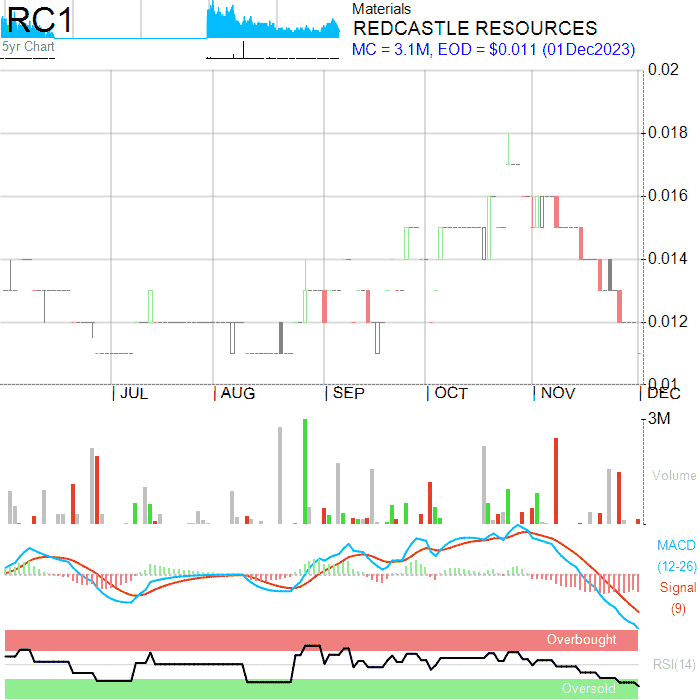 RC1
5yr Chart
Materials
REDCASTLE RESOURCES
MC = 3.1M, EOD = $0.011 (01Dec2023)
0.02
0.018
0.016
0.014
0.012
0.01
JUL AUG SEP OCT NOV DEC
3M
Volume
MACD
(12-26)
Signal
(9)
Overbought
RSI(14)
Oversold